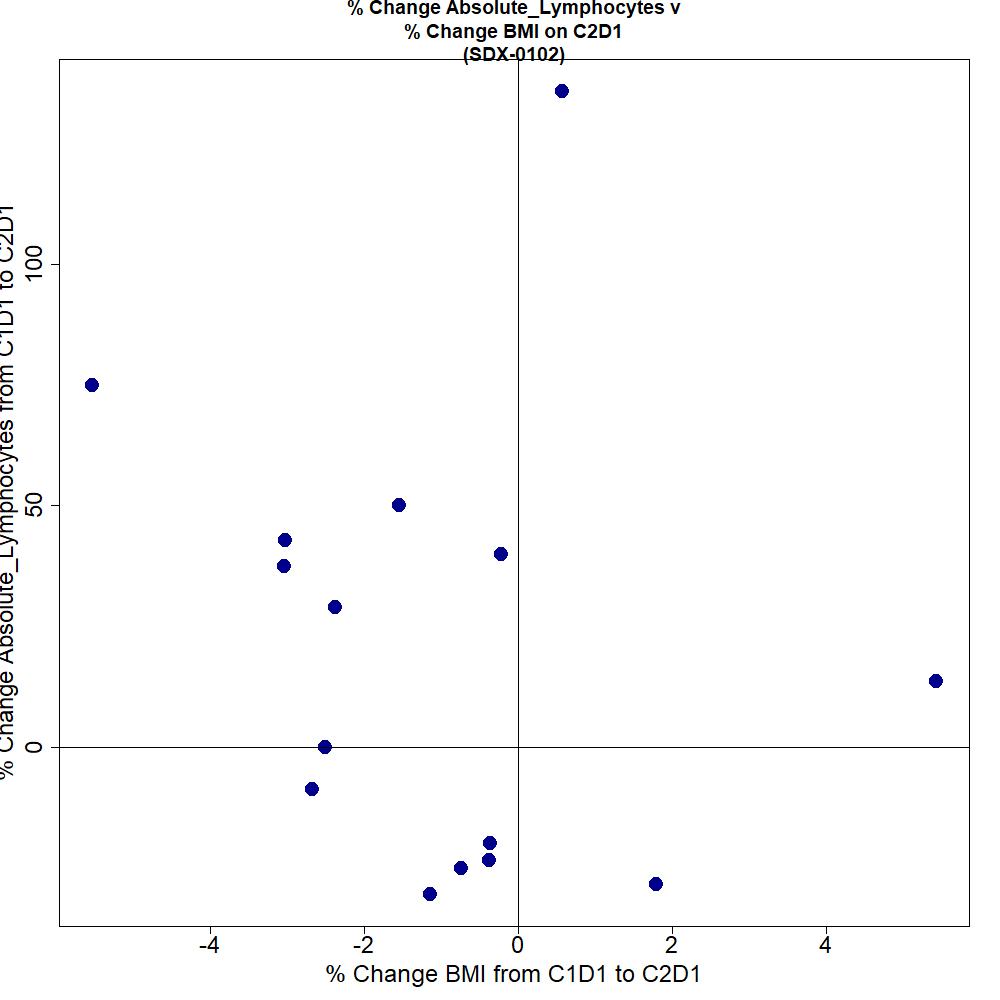 % Change Absolute_Lymphocytes v
% Change BMI on C2D1
(SDX-0102)
% Change Absolute_Lymphocytes from C1D1 to C2D1
100
50
0
-4
-2
0
2
4
% Change BMI from C1D1 to C2D1